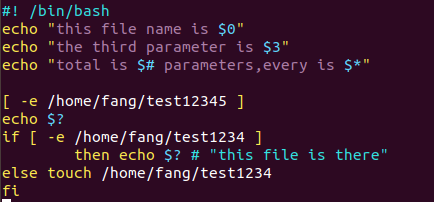 #! /bin/bash
echo "this file name is $0"
echo "the third parameter is $3"
echo "total is $# parameters,every is $*"

[ -e /home/fang/test12345 ]
echo $?
if [ -e /home/fang/test1234 ]
        then echo $? # "this file is there"
else touch /home/fang/test1234
fi